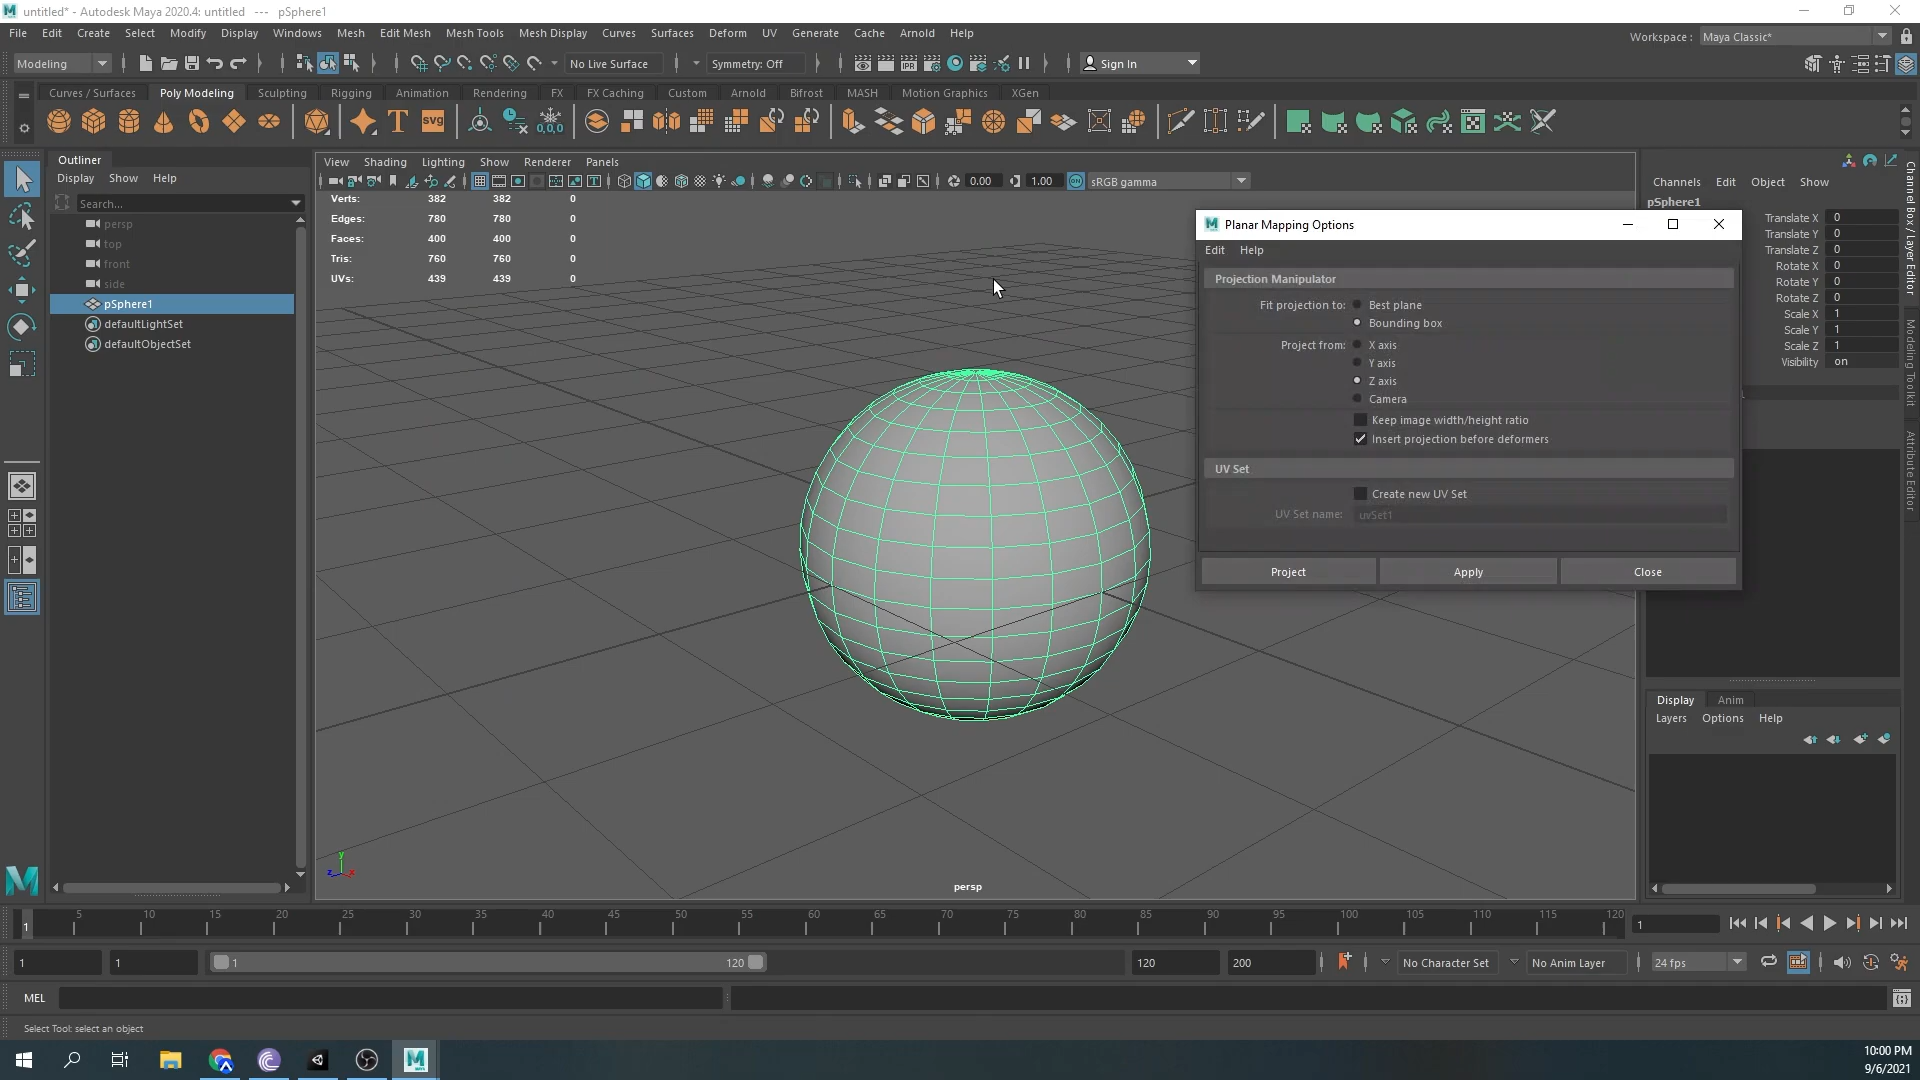 untitled* - Autodesk Maya 2020.4: untitled --- pSphere1
File Edit Create Select Modify Display Windows Mesh Edit Mesh Mesh Tools Mesh Display Curves Surfaces Deform UV Generate Cache Arnold Help
Workspace : Maya Classic*
Modeling No Live Surface Symmetry: Off Sign In
Curves / Surfaces Poly Modeling Sculpting Rigging Animation Rendering FX FX Caching Custom Arnold Bifrost MASH Motion Graphics XGen
Outliner
Display Show Help
Search...
persp
top
front
side
pSphere1
defaultLightSet
defaultObjectSet
View Shading Lighting Show Renderer Panels
0.00 1.00 sRGB gamma
Verts: 382 382 0
Edges: 780 780 0
Faces: 400 400 0
Tris: 760 760 0
UVs: 439 439 0
persp
Planar Mapping Options
Edit Help
Projection Manipulator
Fit projection to: Best plane
Bounding box
Project from: X axis
Y axis
Z axis
Camera
Keep image width/height ratio
Insert projection before deformers
UV Set
Create new UV Set
UV Set name: uvSet1
Project Apply Close
Channels Edit Object Show
pSphere1
Translate X 0
Translate Y 0
Translate Z 0
Rotate X 0
Rotate Y 0
Rotate Z 0
Scale X 1
Scale Y 1
Scale Z 1
Visibility on
Channel Box / Layer Editor
Modeling Toolkit
Attribute Editor
Display Anim
Layers Options Help
1 5 10 15 20 25 30 35 40 45 50 55 60 65 70 75 80 85 90 95 100 105 110 115 120 1
1 1 1 120 120 200 No Character Set No Anim Layer 24 fps
MEL
Select Tool: select an object
10:00 PM
9/6/2021